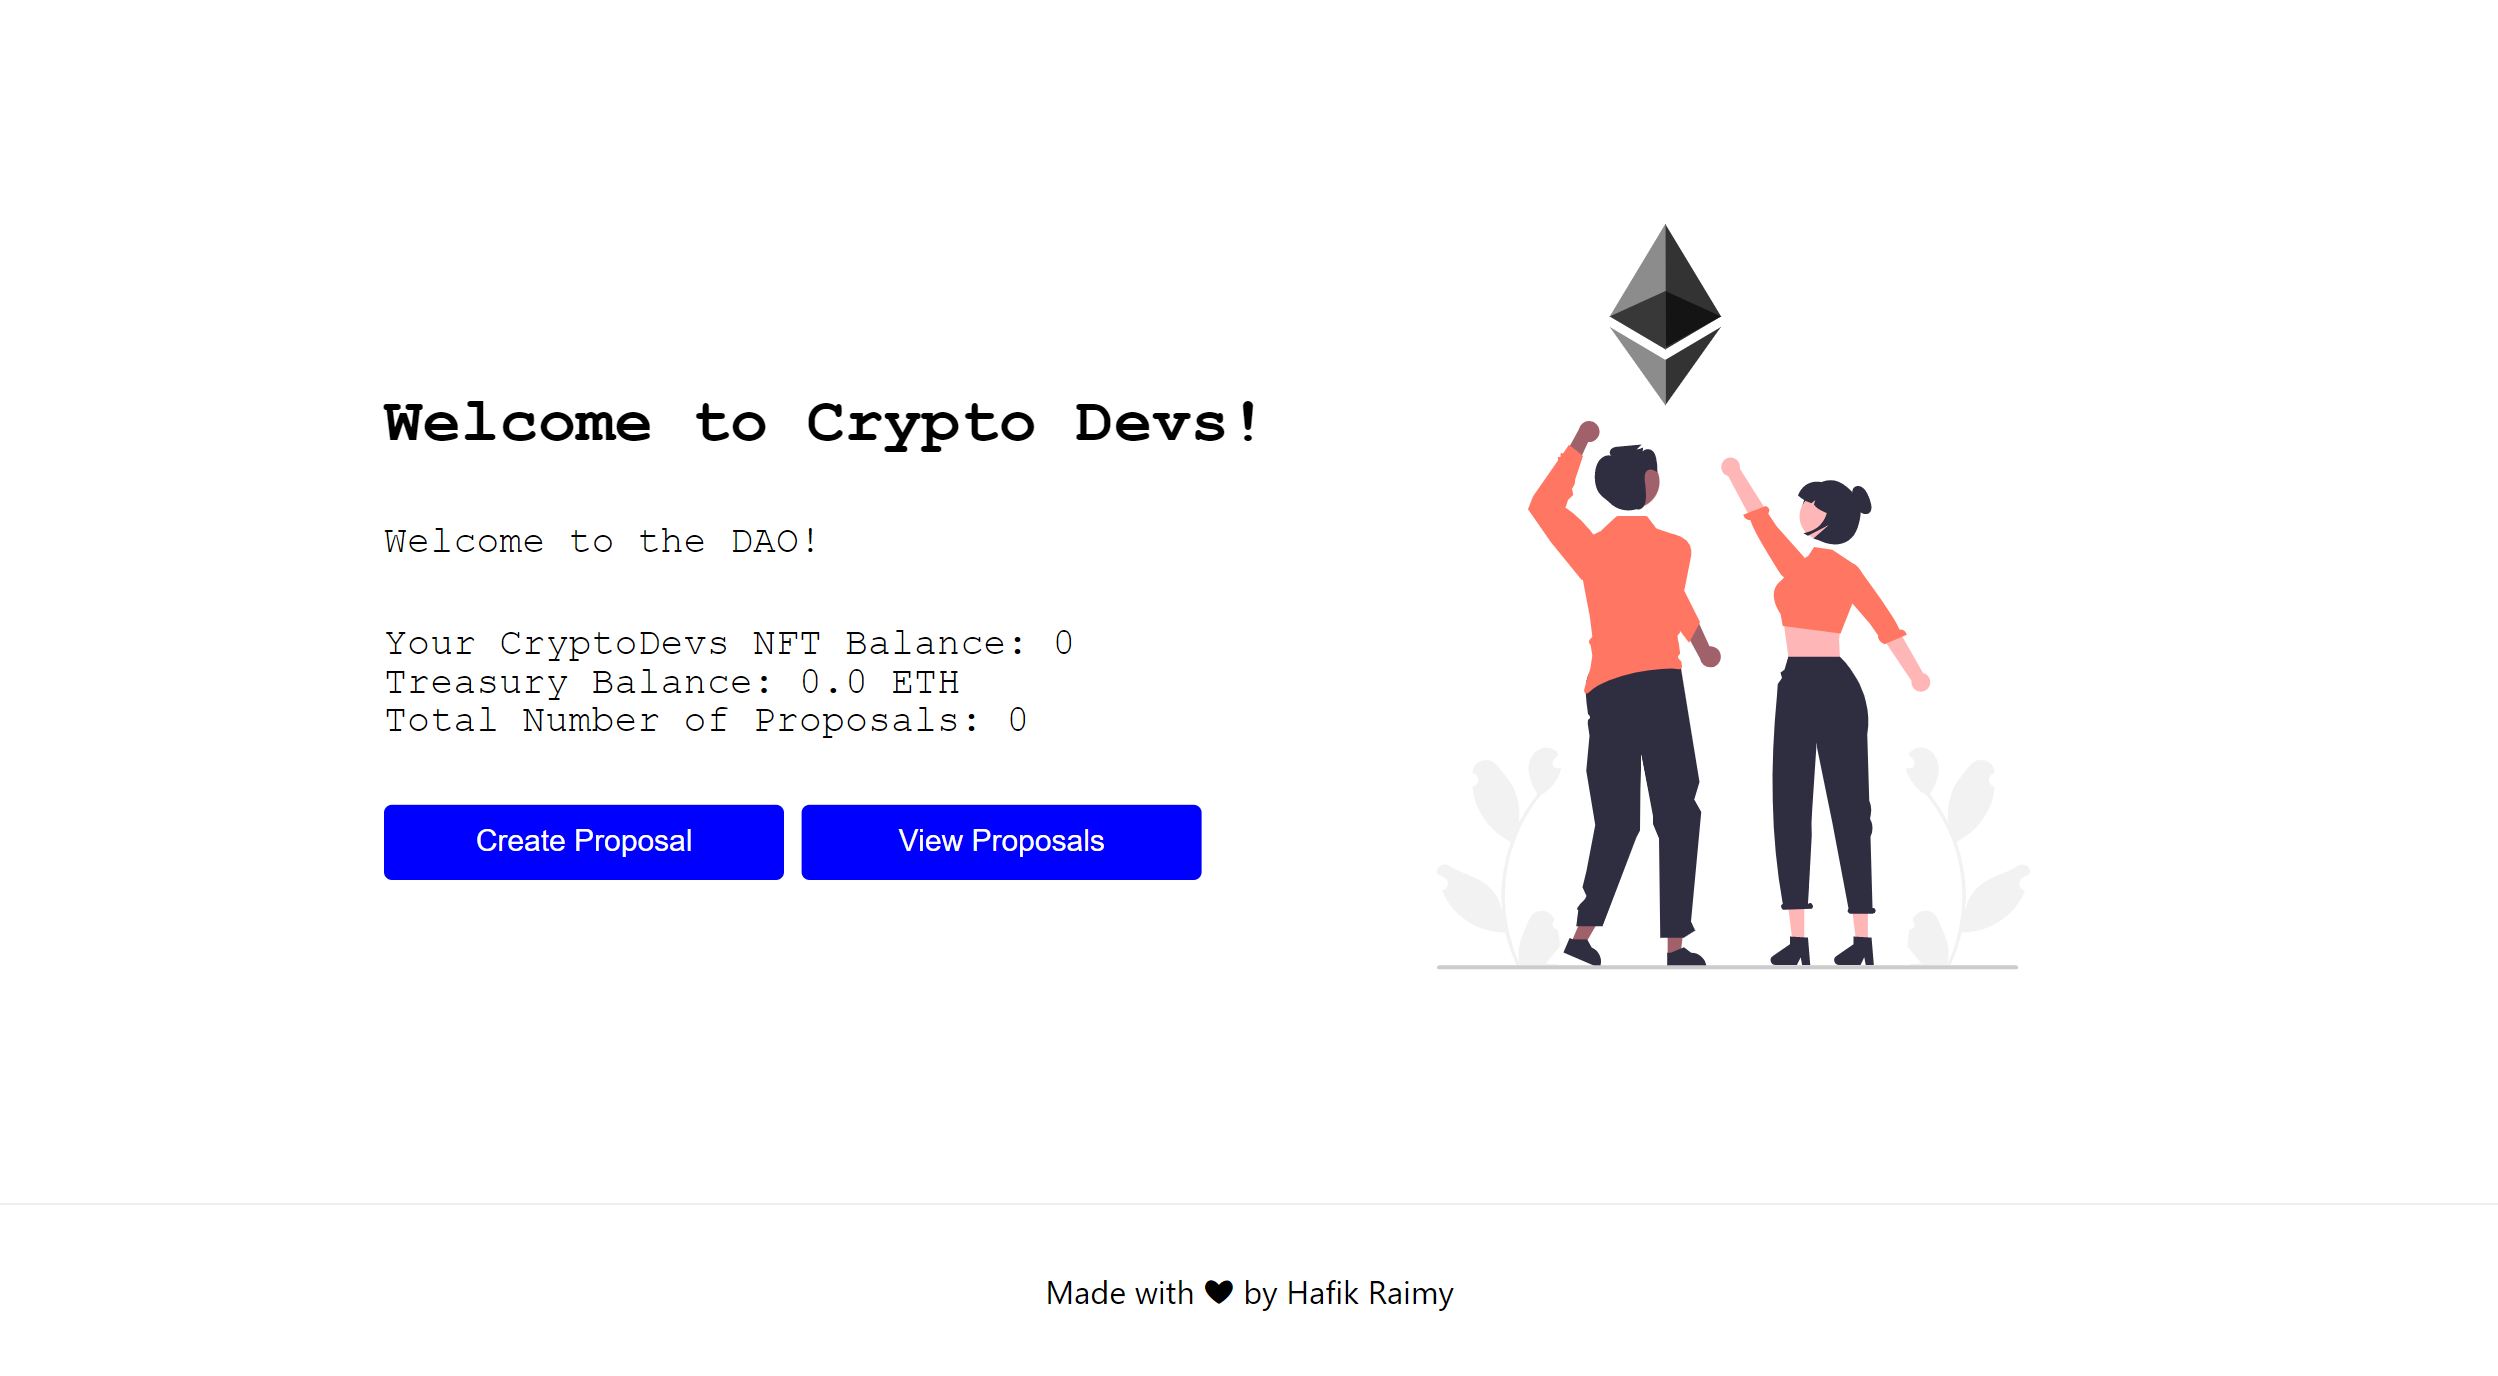 Welcome to Crypto Devs!
Welcome to the DAO!
Your CryptoDevs NFT Balance: 0
Treasury Balance: 0.0 ETH
Total Number of Proposals: 0
Create Proposal
View Proposals
Made with ❤ by Hafik Raimy